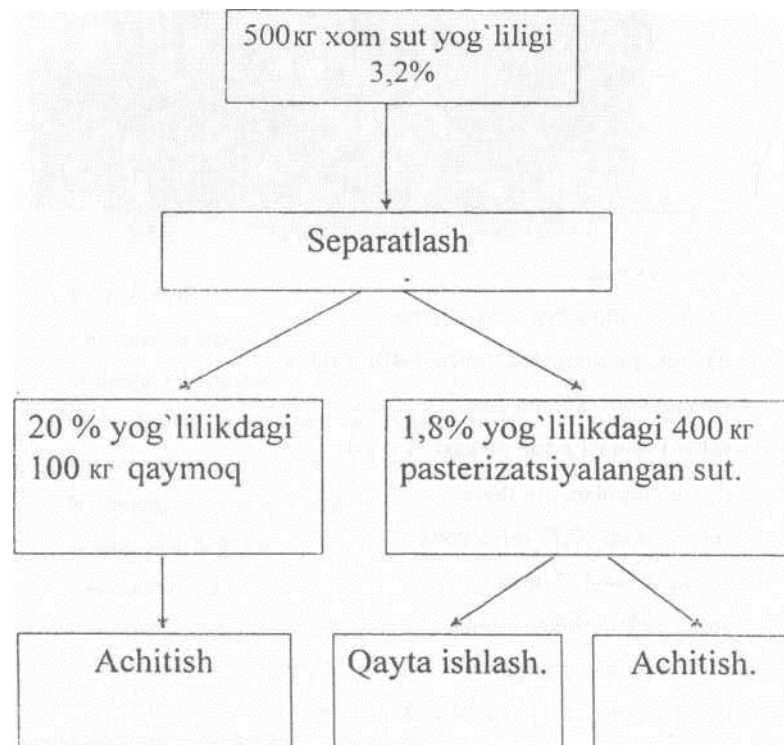 500кг xom sut yog`liligi
3,2%
Separatlash
20 % yog`lilikdagi
100 кг qaymoq
1,8% yog`lilikdagi 400 кг
pasterizatsiyalangan sut.
Achitish
Qayta ishlash.
Achitish.